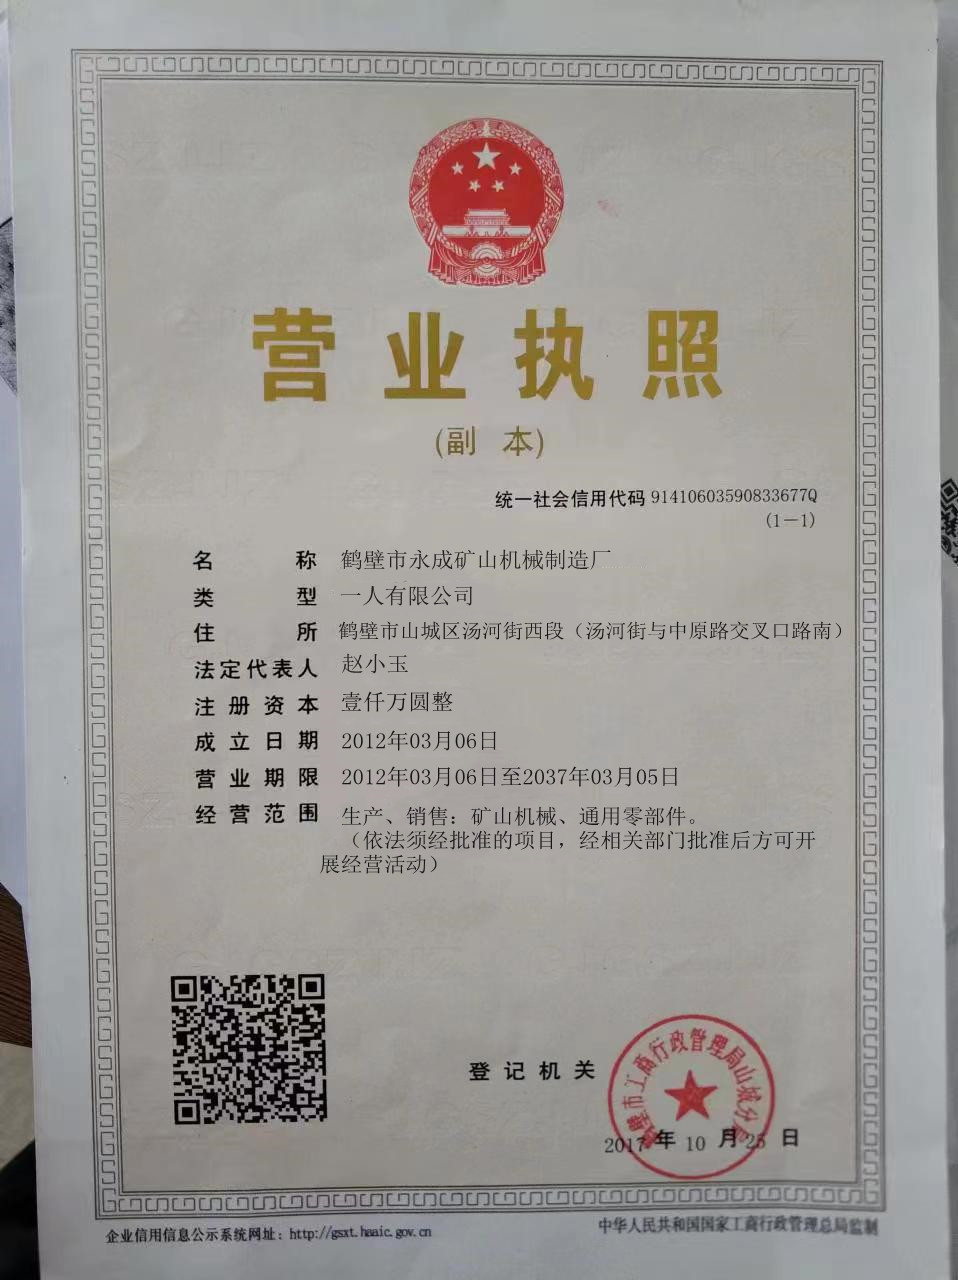 营业执照
(副 本)
统一社会信用代码 91410603590833677Q
(1-1)
名称 鹤壁市永成矿山机械制造厂
类型 一人有限公司
住所 鹤壁市山城区汤河街西段（汤河街与中原路交叉口路南）
法定代表人 赵小玉
注册资本 壹仟万圆整
成立日期 2012年03月06日
营业期限 2012年03月06日至2037年03月05日
经营范围 生产、销售：矿山机械、通用零部件。
（依法须经批准的项目，经相关部门批准后方可开
展经营活动）
登记机关
鹤壁市工商行政管理局山城分局
2017年10月25日
企业信用信息公示系统网址：http://gsxt.haaic.gov.cn
中华人民共和国国家工商行政管理总局监制